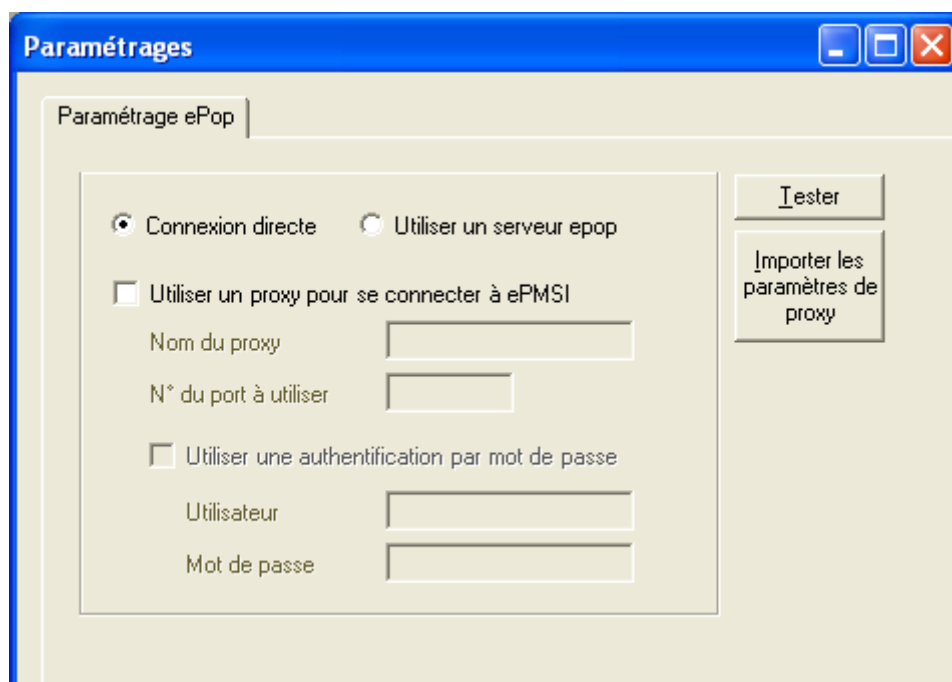 Paramétrages
Paramétrage ePop
Connexion directe
Utiliser un serveur epop
Tester
Utiliser un proxy pour se connecter à ePMSI
Importer les
paramètres de
proxy
Nom du proxy
N° du port à utiliser
Utiliser une authentification par mot de passe
Utilisateur
Mot de passe